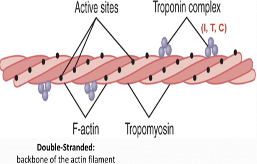 Active sites
Troponin complex
(I, T, C)
F-actin
Tropomyosin
Double-Stranded:
backbone of the actin filament